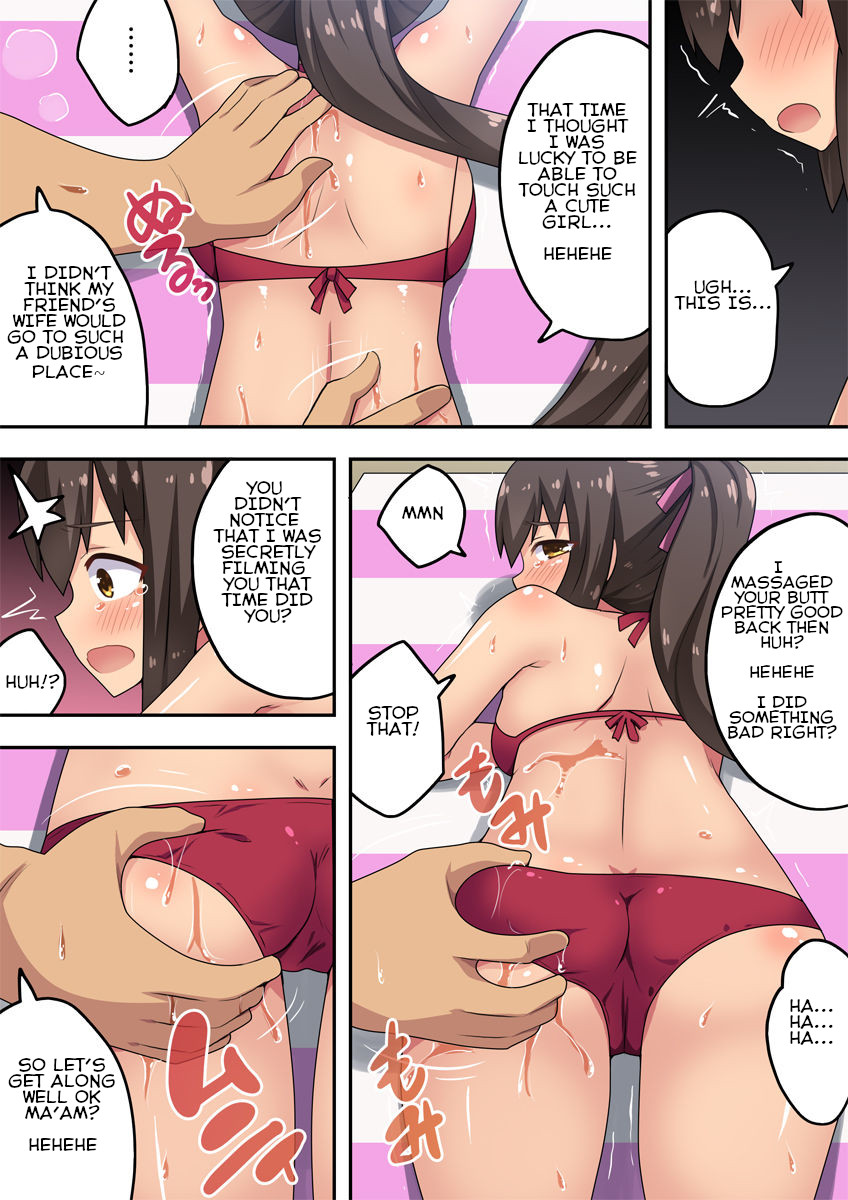 UGH...
THIS IS...
THAT TIME
I THOUGHT
I WAS
LUCKY TO BE
ABLE TO
TOUCH SUCH
A CUTE
GIRL...
HEHEHE
......
ぬるっ
I DIDN'T
THINK MY
FRIEND'S
WIFE WOULD
GO TO SUCH
A DUBIOUS
PLACE~
I
MASSAGED
YOUR BUTT
PRETTY GOOD
BACK THEN
HUH?
HEHEHE
I DID
SOMETHING
BAD RIGHT?
MMN
STOP
THAT!
もみ
もみ
HA...
HA...
HA...
YOU
DIDN'T
NOTICE
THAT I WAS
SECRETLY
FILMING
YOU THAT
TIME DID
YOU?
HUH!?
ムニュ
SO LET'S
GET ALONG
WELL OK
MA'AM?
HEHEHE